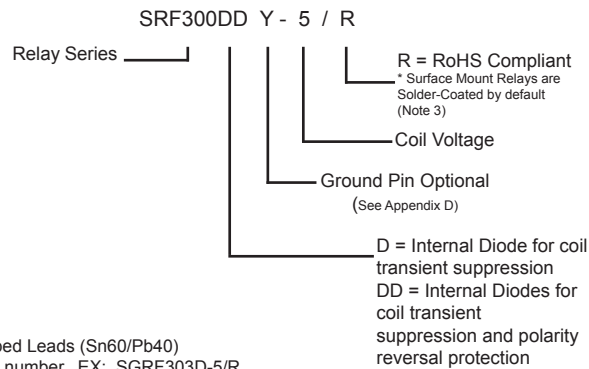 SRF300DD Y - 5 / R
Relay Series
R = RoHS Compliant
* Surface Mount Relays are
Solder-Coated by default
(Note 3)
Coil Voltage
Ground Pin Optional
(See Appendix D)
D = Internal Diode for coil
transient suppression
DD = Internal Diodes for
coil transient
suppression and polarity
reversal protection
Leads (Sn60/Pb40)
number. EX: SGRF303D-5/R